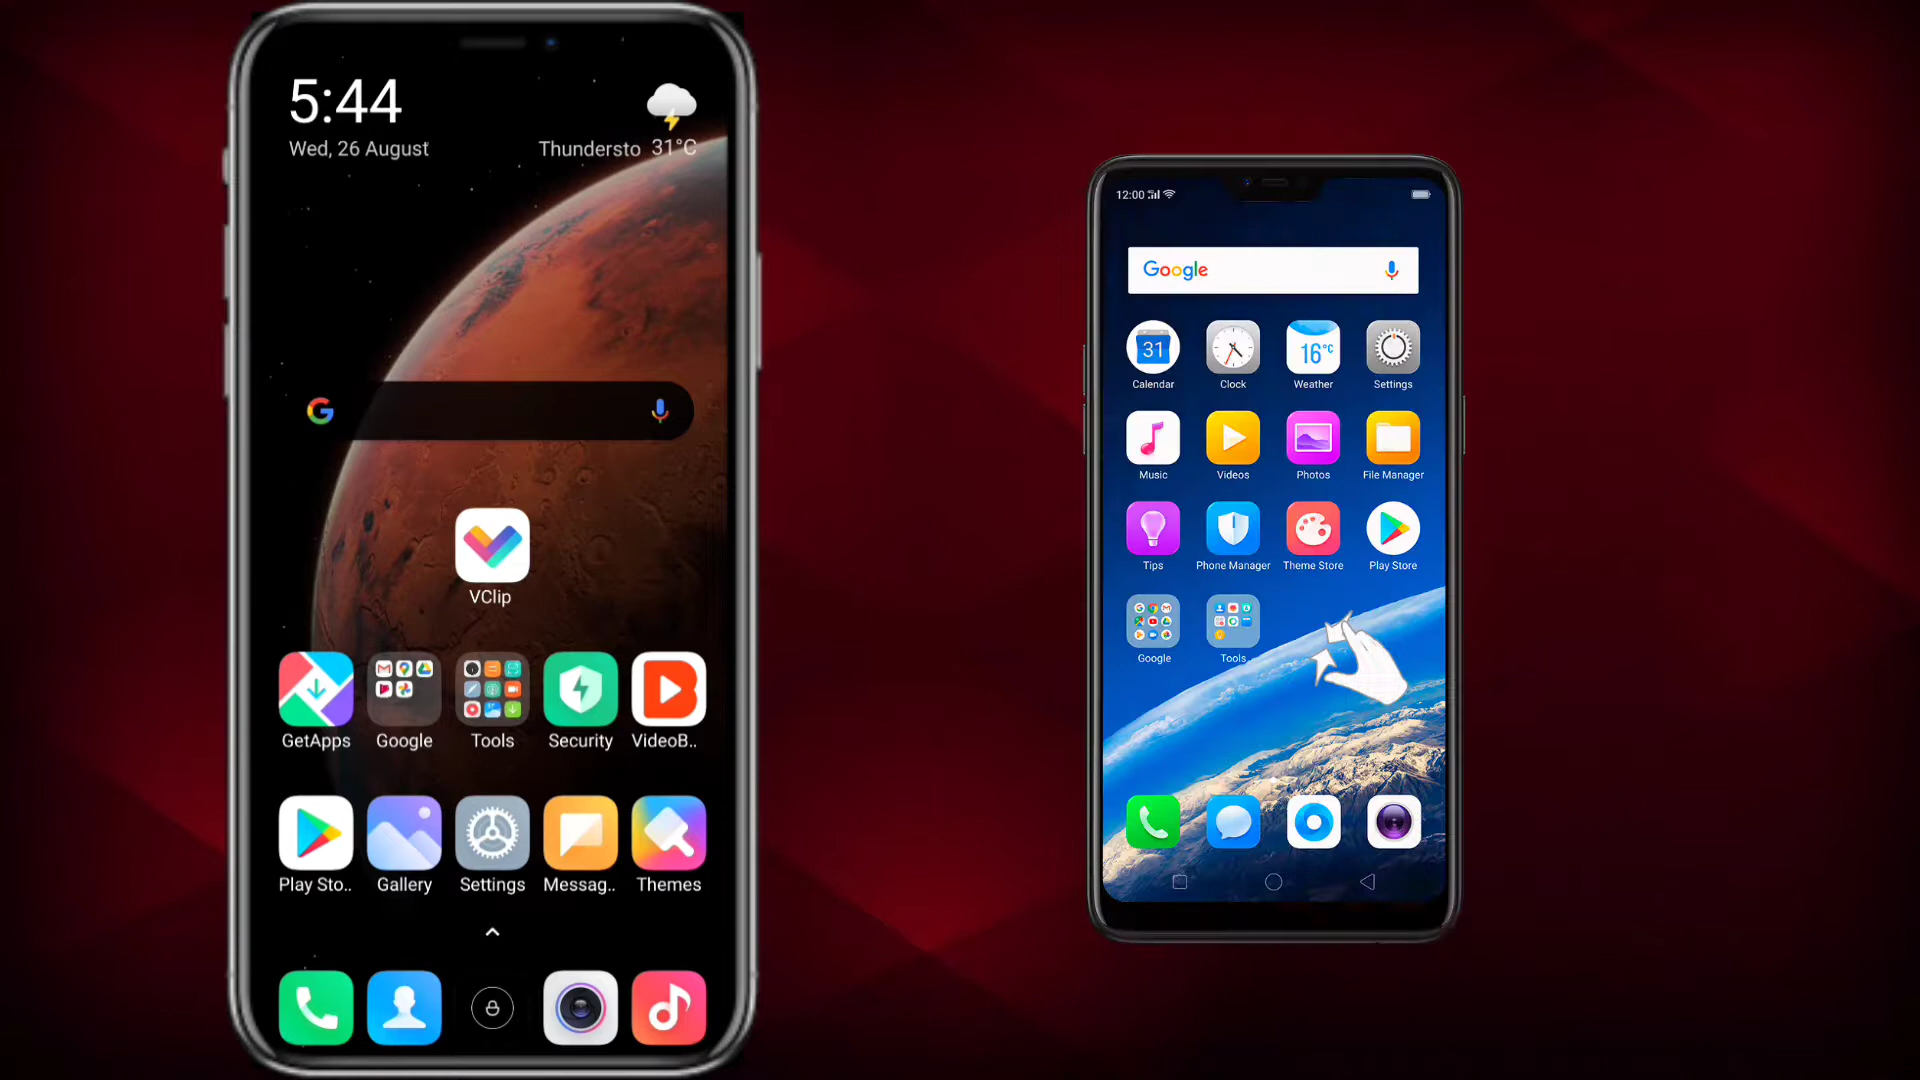 5:44
Wed, 26 August
Thundersto 31°C
VClip
GetApps Google Tools Security VideoB..
Play Sto.. Gallery Settings Messag.. Themes
12:00
Google
31 16°C
Calendar Clock Weather Settings
Music Videos Photos File Manager
Tips Phone Manager Theme Store Play Store
Google Tools